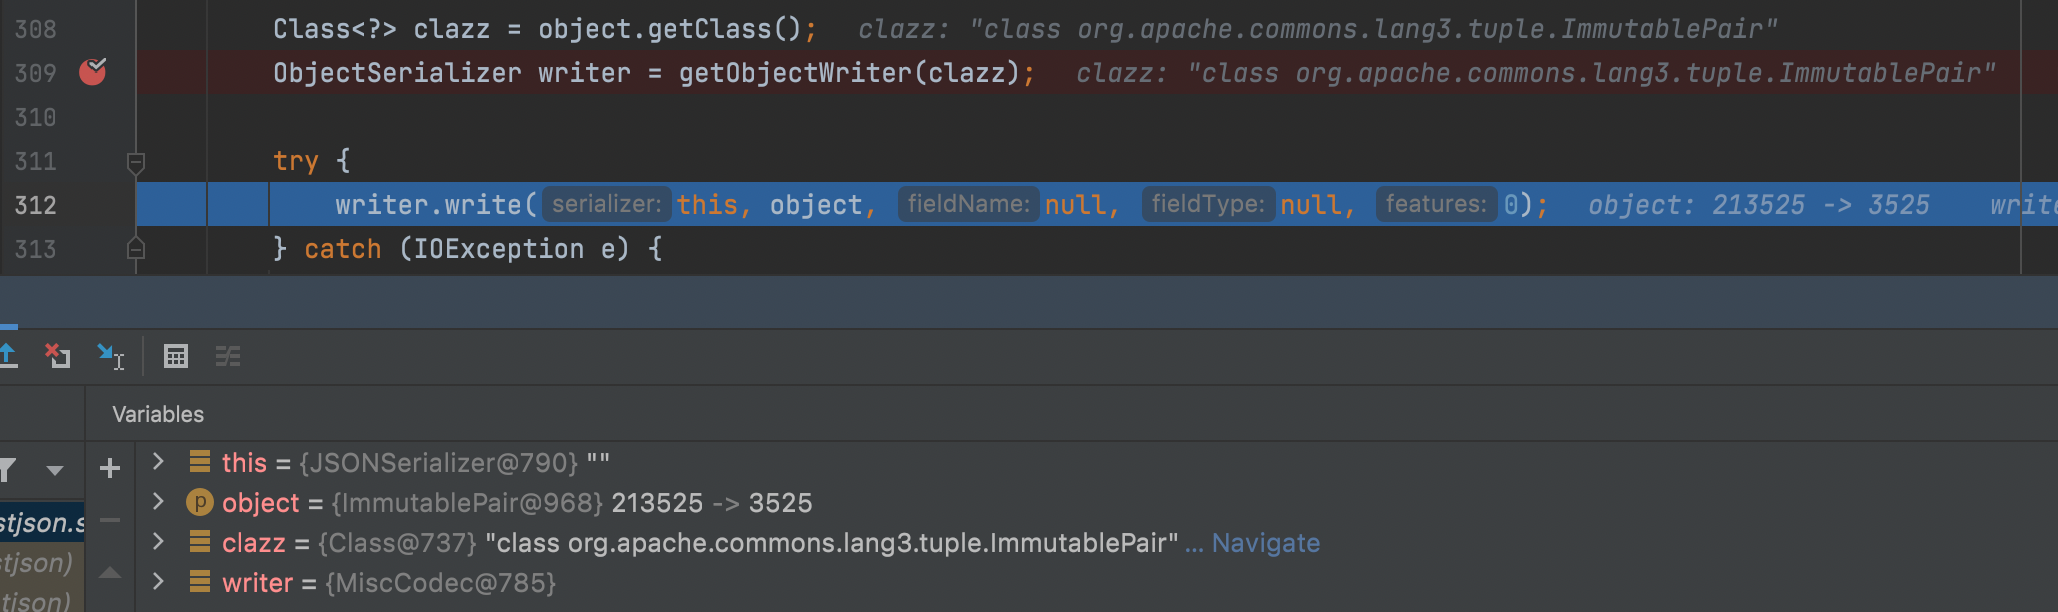 308 Class<?> clazz = object.getClass(); clazz: "class org.apache.commons.lang3.tuple.ImmutablePair"
309 ObjectSerializer writer = getObjectWriter(clazz); clazz: "class org.apache.commons.lang3.tuple.ImmutablePair"
310
311 try {
312 writer.write( serializer: this, object, fieldName: null, fieldType: null, features: 0); object: 213525 -> 3525 write
313 } catch (IOException e) {
Variables
this = {JSONSerializer@790} ""
p object = {ImmutablePair@968} 213525 -> 3525
stjson.s
clazz = {Class@737} "class org.apache.commons.lang3.tuple.ImmutablePair" ... Navigate
stjson)
writer = {MiscCodec@785}
tjson)